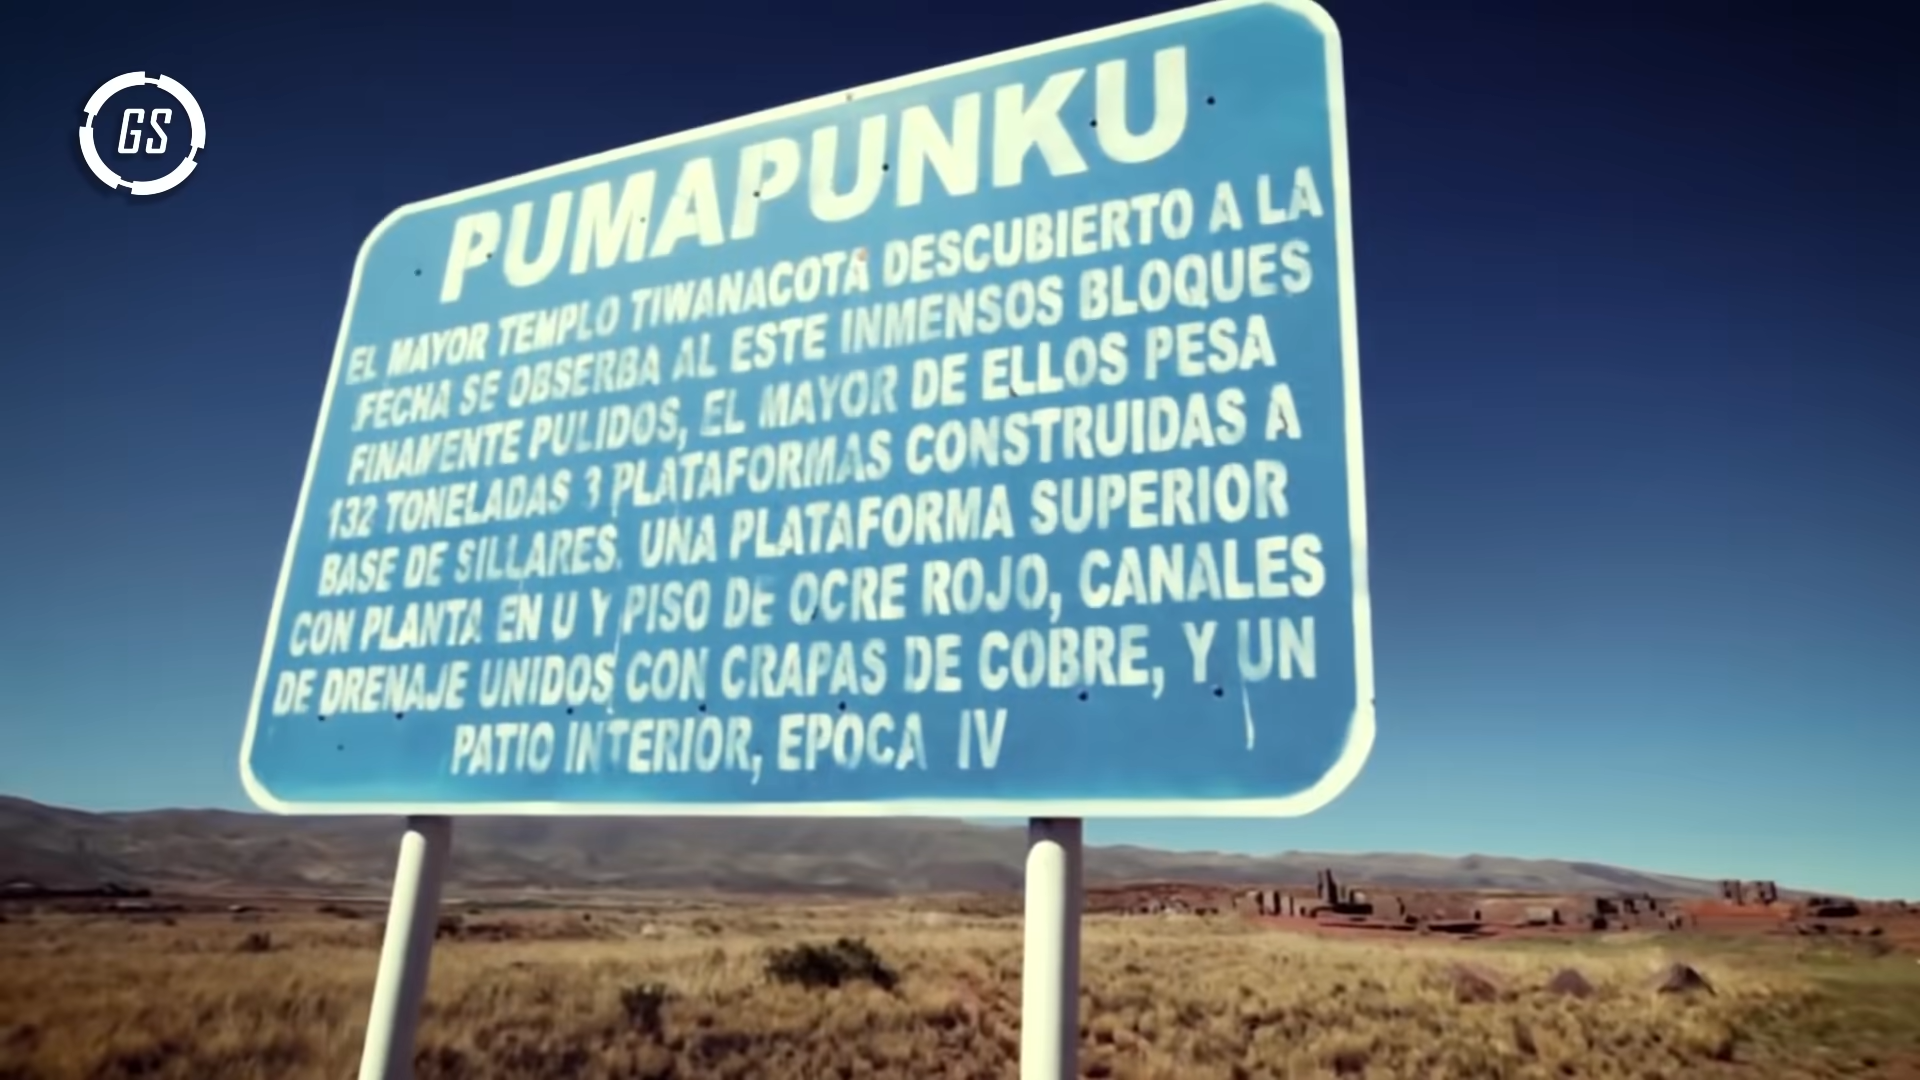 GS
PUMAPUNKU
EL MAYOR TEMPLO TIWANACOTA DESCUBIERTO A LA
FECHA SE OBSERBA AL ESTE INMENSOS BLOQUES
FINAMENTE PULIDOS, EL MAYOR DE ELLOS PESA
132 TONELADAS 3 PLATAFORMAS CONSTRUIDAS A
BASE DE SILLARES. UNA PLATAFORMA SUPERIOR
CON PLANTA EN U Y PISO DE OCRE ROJO, CANALES
DE DRENAJE UNIDOS CON CRAPAS DE COBRE, Y UN
PATIO INTERIOR, EPOCA IV